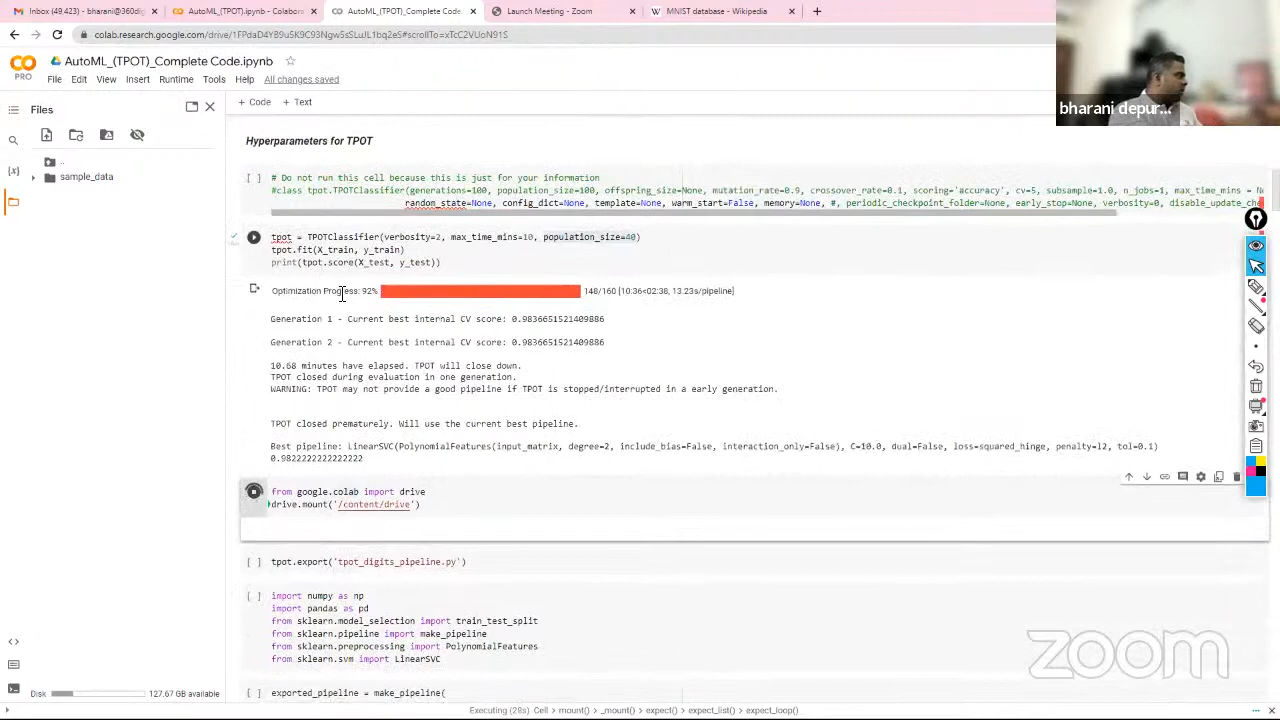 Inbox (49,423) - bharani@360digi
AutoML_(TPOT).ipynb - Colabora
AutoML_(TPOT)_Complete Code.i
Launch Meeting - Zoom
MNIST database - Wikipedia
colab.research.google.com/drive/1FPdaD4YB9u5K9C93Ngw5sSLuJL1bq2e5#scrollTo=xTcC2VUoN91S
AutoML_(TPOT)_Complete Code.ipynb
PRO
File Edit View Insert Runtime Tools Help All changes saved
bharani depur...
Files
+ Code + Text
..
sample_data
Hyperparameters for TPOT
[ ] # Do not run this cell because this is just for your information
#class tpot.TPOTClassifier(generations=100, population_size=100, offspring_size=None, mutation_rate=0.9, crossover_rate=0.1, scoring='accuracy', cv=5, subsample=1.0, n_jobs=1, max_time_mins = No
random_state=None, config_dict=None, template=None, warm_start=False, memory=None, #, periodic_checkpoint_folder=None, early_stop=None, verbosity=0, disable_update_che
tpot = TPOTClassifier(verbosity=2, max_time_mins=10, population_size=40)
tpot.fit(X_train, y_train)
print(tpot.score(X_test, y_test))
Optimization Progress: 92% 148/160 [10:36<02:38, 13.23s/pipeline]
Generation 1 - Current best internal CV score: 0.9836651521409886
Generation 2 - Current best internal CV score: 0.9836651521409886
10.68 minutes have elapsed. TPOT will close down.
TPOT closed during evaluation in one generation.
WARNING: TPOT may not provide a good pipeline if TPOT is stopped/interrupted in a early generation.
TPOT closed prematurely. Will use the current best pipeline.
Best pipeline: LinearSVC(PolynomialFeatures(input_matrix, degree=2, include_bias=False, interaction_only=False), C=10.0, dual=False, loss=squared_hinge, penalty=l2, tol=0.1)
0.9822222222222222
from google.colab import drive
drive.mount('/content/drive')
[ ] tpot.export('tpot_digits_pipeline.py')
[ ] import numpy as np
import pandas as pd
from sklearn.model_selection import train_test_split
from sklearn.pipeline import make_pipeline
from sklearn.preprocessing import PolynomialFeatures
from sklearn.svm import LinearSVC
[ ] exported_pipeline = make_pipeline(
zoom
Disk 127.67 GB available
Executing (28s) Cell > mount() > _mount() > expect() > expect_list() > expect_loop()